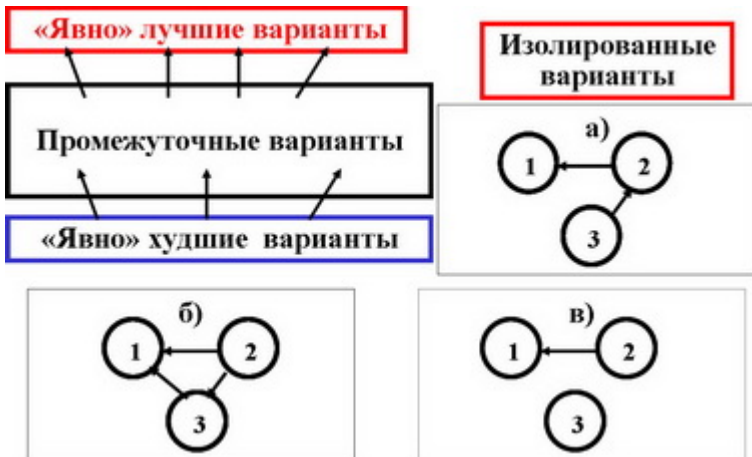 «Явно» лучшие варианты
Промежуточные варианты
«Явно» худшие варианты
Изолированные
варианты
а)
1
2
3
б)
1
2
3
в)
1
2
3